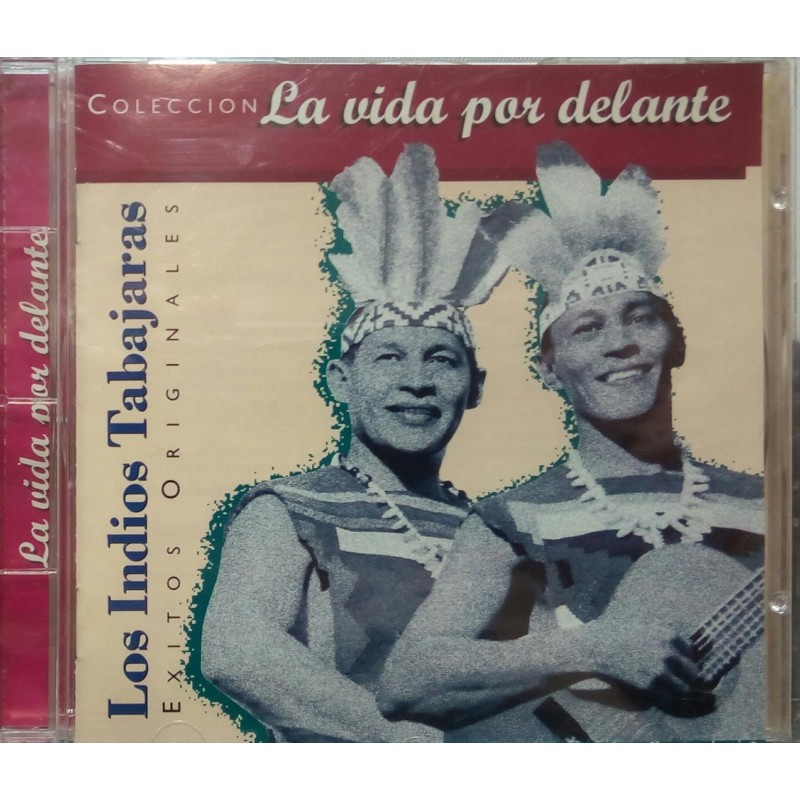 COLECCION La vida por delante
Los Indios Tabajaras
EXITOS ORIGINALES
La vida por delante